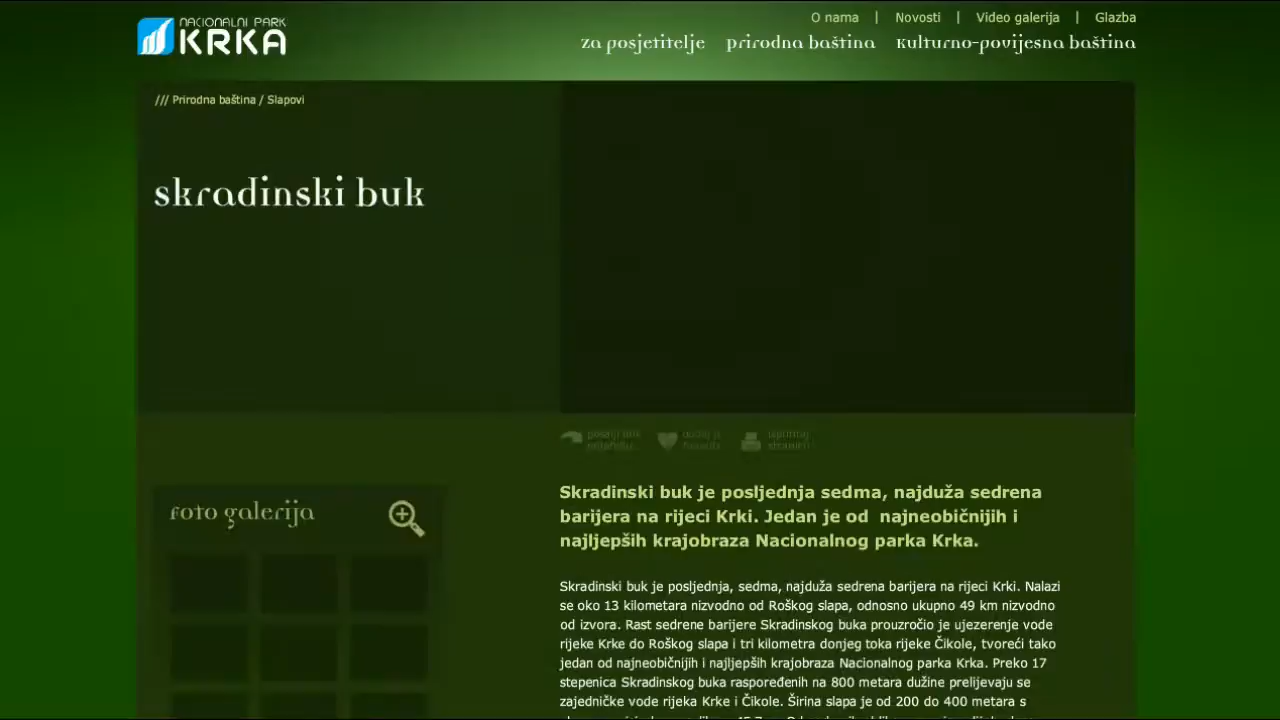 NACIONALNI PARK
KRKA
O nama | Novosti | Video galerija | Glazba
za posjetitelje prirodna baština kulturno-povijesna baština
/// Prirodna baština / Slapovi
skradinski buk
foto galerija
Skradinski buk je posljednja sedma, najduža sedrena
barijera na rijeci Krki. Jedan je od najneobičnijih i
najljepših krajobraza Nacionalnog parka Krka.
Skradinski buk je posljednja, sedma, najduža sedrena barijera na rijeci Krki. Nalazi
se oko 13 kilometara nizvodno od Roškog slapa, odnosno ukupno 49 km nizvodno
od izvora. Rast sedrene barijere Skradinskog buka prouzročio je ujezerenje vode
rijeke Krke do Roškog slapa i tri kilometra donjeg toka rijeke Čikole, tvoreći tako
jedan od najneobičnijih i najljepših krajobraza Nacionalnog parka Krka. Preko 17
stepenica Skradinskog buka raspoređenih na 800 metara dužine prelijevaju se
zajedničke vode rijeka Krke i Čikole. Širina slapa je od 200 do 400 metara s